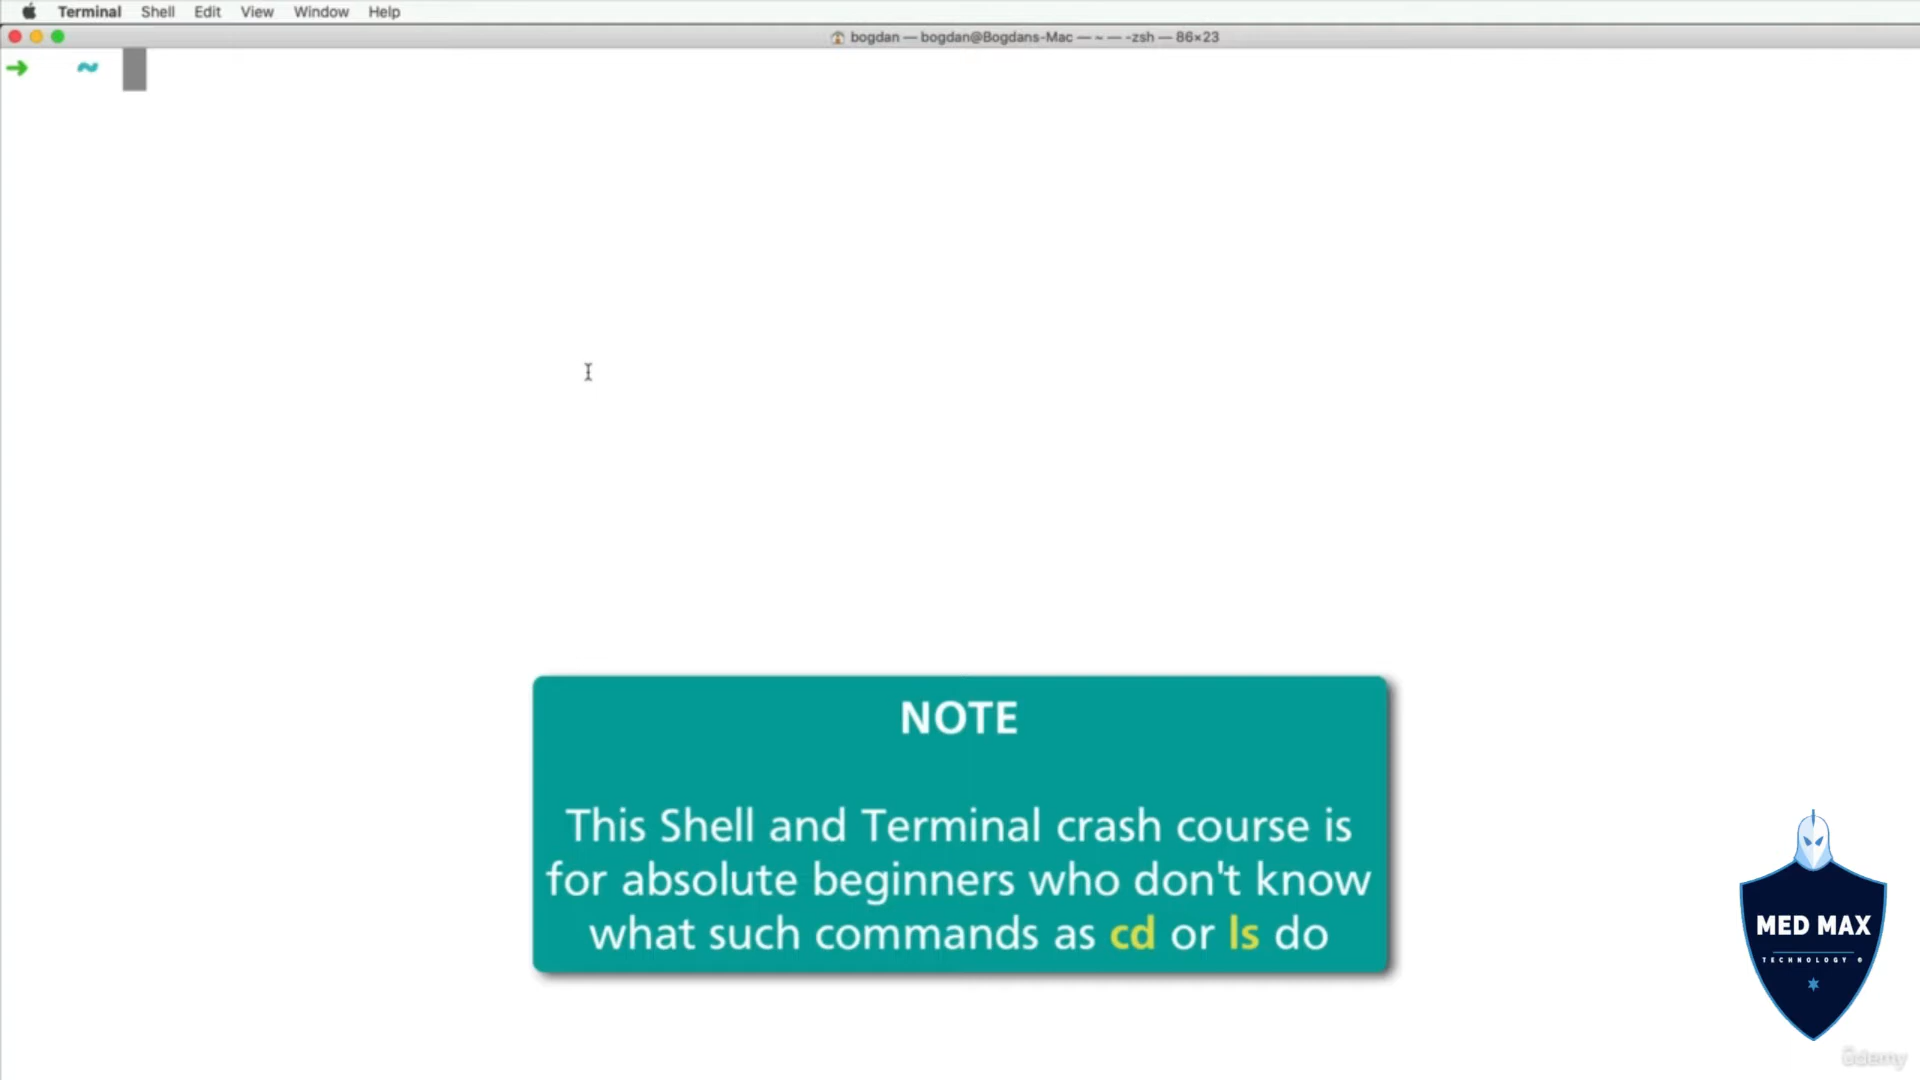 Terminal Shell Edit View Window Help
bogdan — bogdan@Bogdans-Mac — ~ — -zsh — 86×23
➜ ~
NOTE
This Shell and Terminal crash course is
for absolute beginners who don't know
what such commands as cd or ls do
MED MAX
TECHNOLOGY ©
udemy